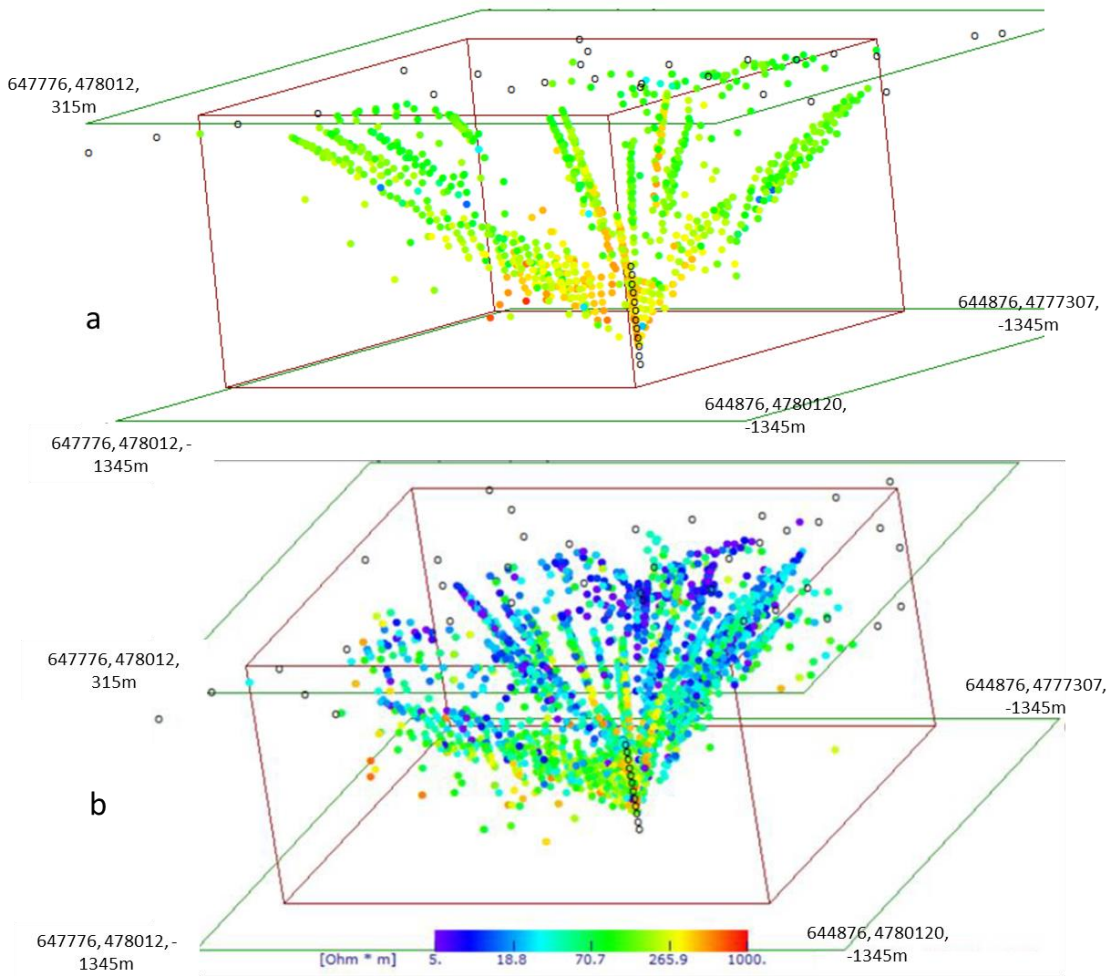 647776, 478012,
315m
a
644876, 4777307,
-1345m
644876, 4780120,
-1345m
647776, 478012, -
1345m
647776, 478012,
315m
644876, 4777307,
-1345m
b
647776, 478012, -
1345m
[Ohm * m] 5. 18.8 70.7 265.9 1000.
644876, 4780120,
-1345m